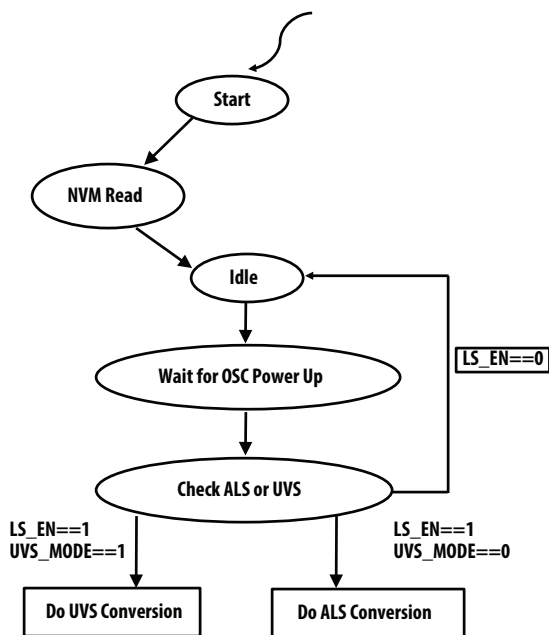 Start
NVM Read
Idle
LS_EN==0
Wait for OSC Power Up
Check ALS or UVS
LS_EN==1
UVS_MODE==1
LS_EN==1
UVS_MODE==0
Do UVS Conversion
Do ALS Conversion